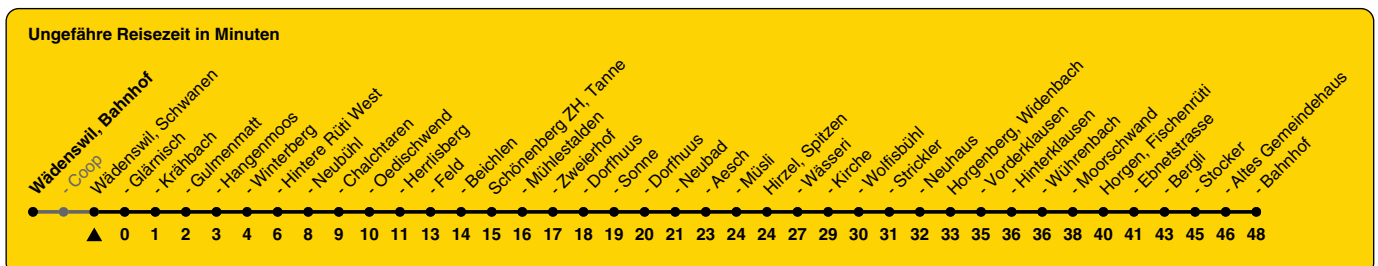 Ungefähre Reisezeit in Minuten
Wädenswil, Bahnhof
- Coop
Wädenswil, Schwanen
- Glärnisch
- Krähbach
- Gulmenmatt
- Hangenmoos
- Winterberg
- Hintere Rüti West
- Neubühl
- Chalchtaren
- Oedischwend
- Herrlisberg
- Feld
- Beichlen
Schönenberg ZH, Tanne
- Mühlestalden
- Zweierhof
- Dorfhuus
- Sonne
- Dorfhuus
- Neubad
- Aesch
- Müsli
Hirzel, Spitzen
- Wässeri
- Kirche
- Wolfisbühl
- Strickler
- Neuhaus
Horgenberg, Widenbach
- Vorderklausen
- Hinterklausen
- Würenbach
- Moorschwand
Horgen, Fischenrüti
- Ebnetstrasse
- Bergli
- Stocker
- Altes Gemeindehaus
- Bahnhof
0 1 2 3 4 6 8 9 10 11 13 14 15 16 17 18 19 20 21 23 24 24 27 29 30 31 32 33 35 36 36 38 40 41 43 45 46 48